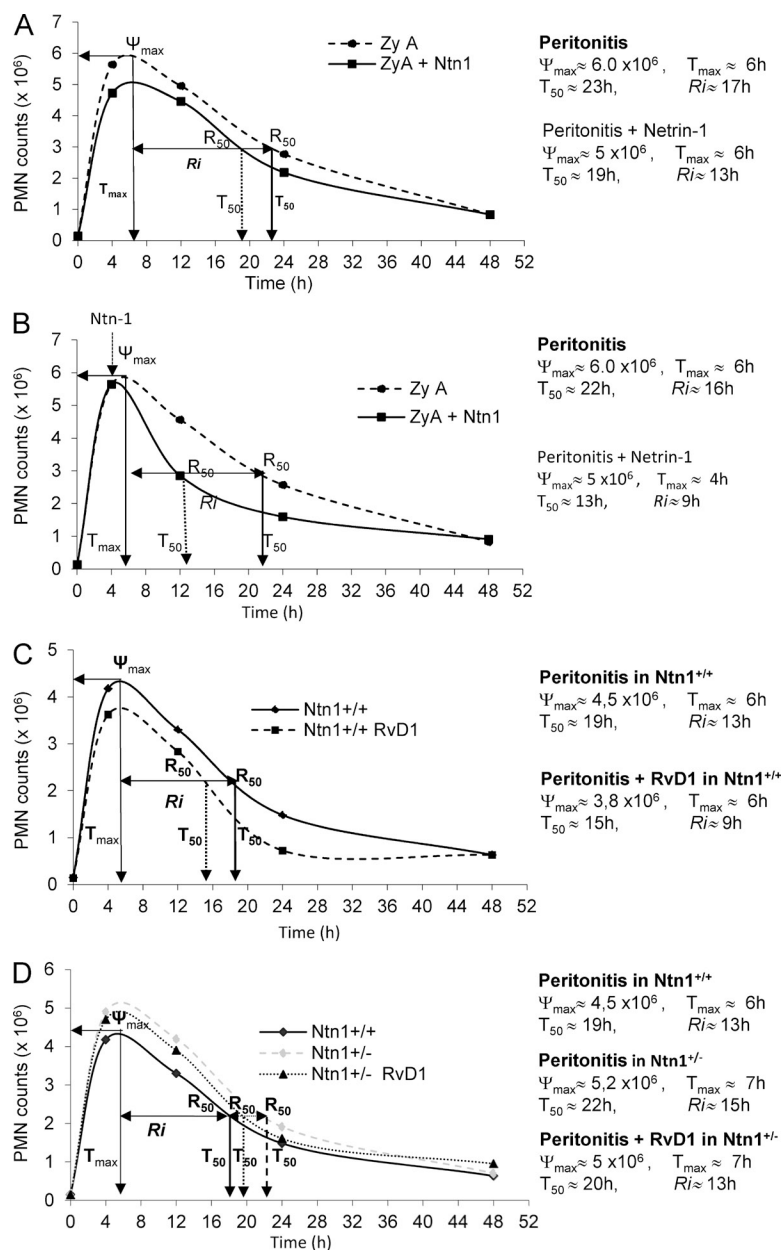 A
PMN counts (x 10⁶)
7
6
5
4
3
2
1
0
Ψmax
Zy A
ZyA + Ntn1
R50
R50
Ri
Tmax
T50
T50
0 4 8 12 16 20 24 28 32 36 40 44 48 52
Time (h)
Peritonitis
Ψmax≈ 6.0 x10⁶, Tmax ≈ 6h
T50 ≈ 23h, Ri≈ 17h
Peritonitis + Netrin-1
Ψmax≈ 5 x10⁶, Tmax ≈ 6h
T50 ≈ 19h, Ri≈ 13h
B
Ntn-1
PMN counts (x 10⁶)
7
6
5
4
3
2
1
0
Ψmax
Zy A
ZyA + Ntn1
R50
R50
Ri
Tmax
T50
T50
0 4 8 12 16 20 24 28 32 36 40 44 48 52
Time (h)
Peritonitis
Ψmax≈ 6.0 x10⁶, Tmax ≈ 6h
T50 ≈ 22h, Ri≈ 16h
Peritonitis + Netrin-1
Ψmax≈ 5 x10⁶, Tmax ≈ 4h
T50 ≈ 13h, Ri≈ 9h
C
PMN counts (x 10⁶)
5
4
3
2
1
0
Ψmax
Ntn1+/+
Ntn1+/+ RvD1
R50
R50
Ri
Tmax
T50
T50
0 4 8 12 16 20 24 28 32 36 40 44 48 52
Time (h)
Peritonitis in Ntn1+/+
Ψmax≈ 4,5 x10⁶, Tmax ≈ 6h
T50 ≈ 19h, Ri≈ 13h
Peritonitis + RvD1 in Ntn1+/+
Ψmax≈ 3,8 x10⁶, Tmax ≈ 6h
T50 ≈ 15h, Ri≈ 9h
D
PMN counts (x 10⁶)
6
5
4
3
2
1
0
Ψmax
Ntn1+/+
Ntn1+/-
Ntn1+/- RvD1
R50
R50
R50
Ri
Tmax
T50
T50
T50
0 4 8 12 16 20 24 28 32 36 40 44 48 52
Time (h)
Peritonitis in Ntn1+/+
Ψmax≈ 4,5 x10⁶, Tmax ≈ 6h
T50 ≈ 19h, Ri≈ 13h
Peritonitis in Ntn1+/-
Ψmax≈ 5,2 x10⁶, Tmax ≈ 7h
T50 ≈ 22h, Ri≈ 15h
Peritonitis + RvD1 in Ntn1+/-
Ψmax≈ 5 x10⁶, Tmax ≈ 7h
T50 ≈ 20h, Ri≈ 13h